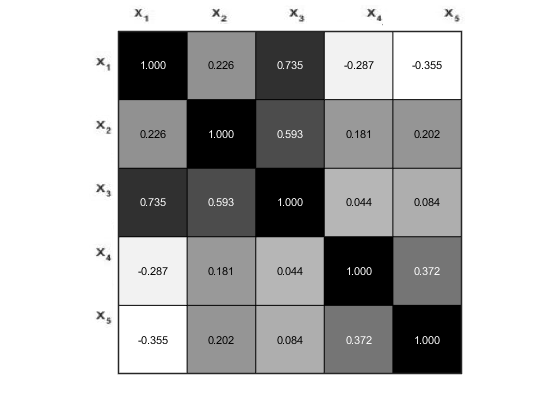 x₁ x₂ x₃ x₄ x₅
x₁ 1.000 0.226 0.735 -0.287 -0.355
x₂ 0.226 1.000 0.593 0.181 0.202
x₃ 0.735 0.593 1.000 0.044 0.084
x₄ -0.287 0.181 0.044 1.000 0.372
x₅ -0.355 0.202 0.084 0.372 1.000